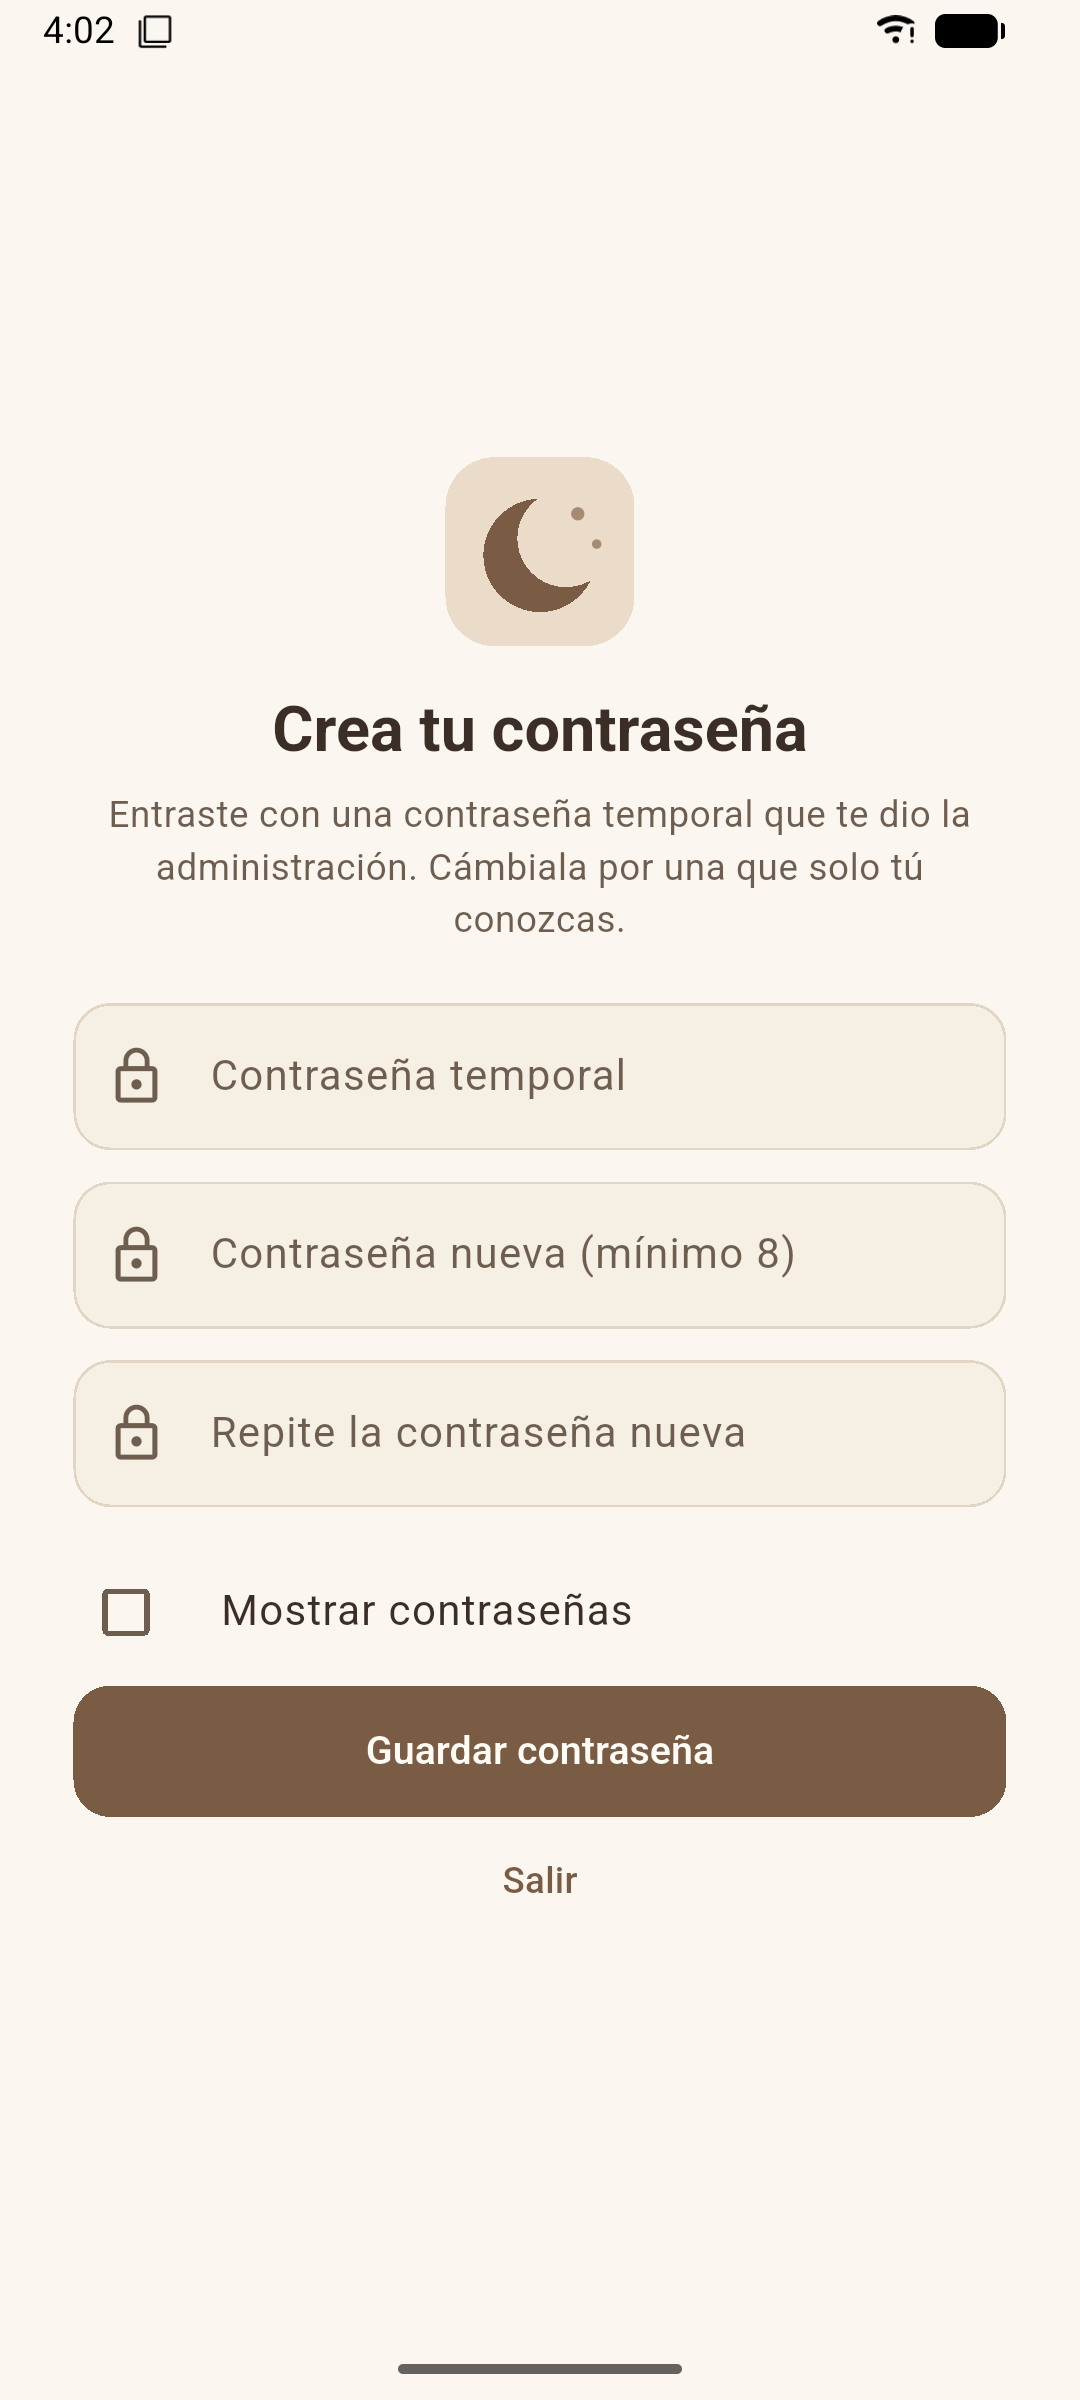 4:02
Crea tu contraseña
Entraste con una contraseña temporal que te dio la
administración. Cámbiala por una que solo tú
conozcas.
Contraseña temporal
Contraseña nueva (mínimo 8)
Repite la contraseña nueva
Mostrar contraseñas
Guardar contraseña
Salir